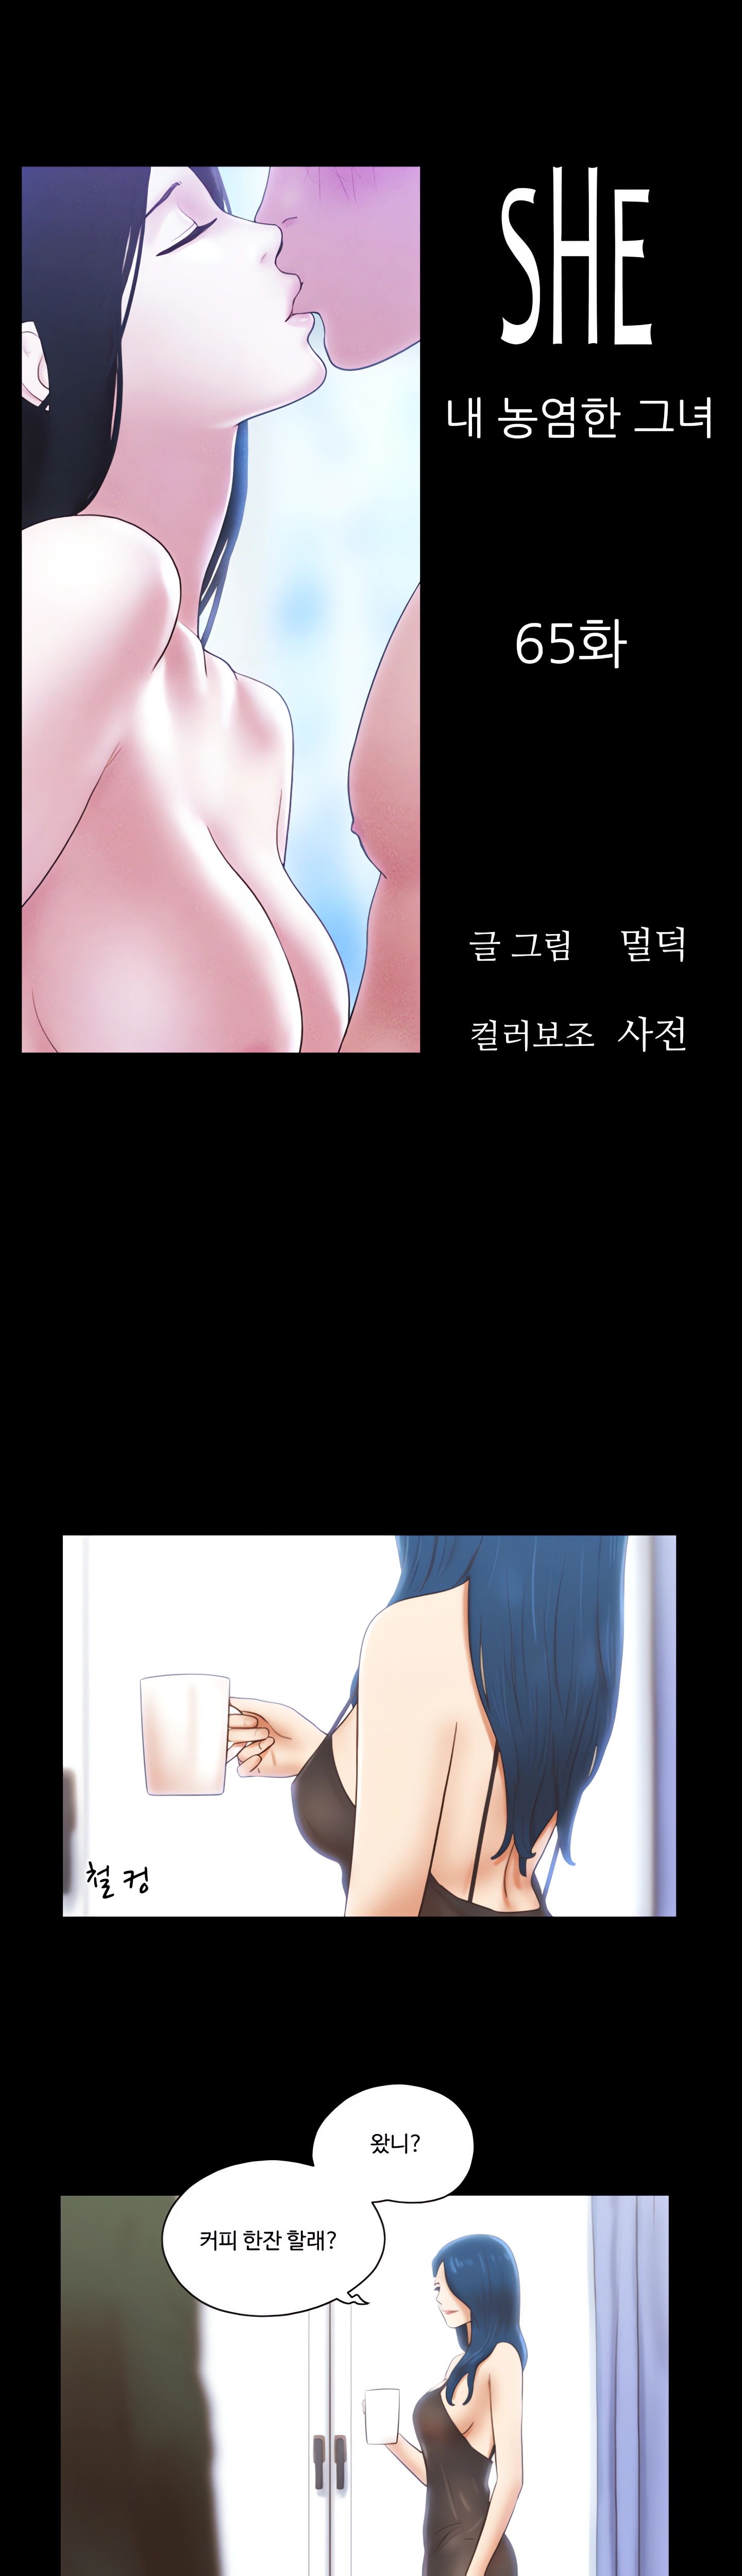 SHE
내 농염한 그녀
65화
글 그림 멀덕
컬러보조 사전
철컹
왔니?
커피 한잔 할래?